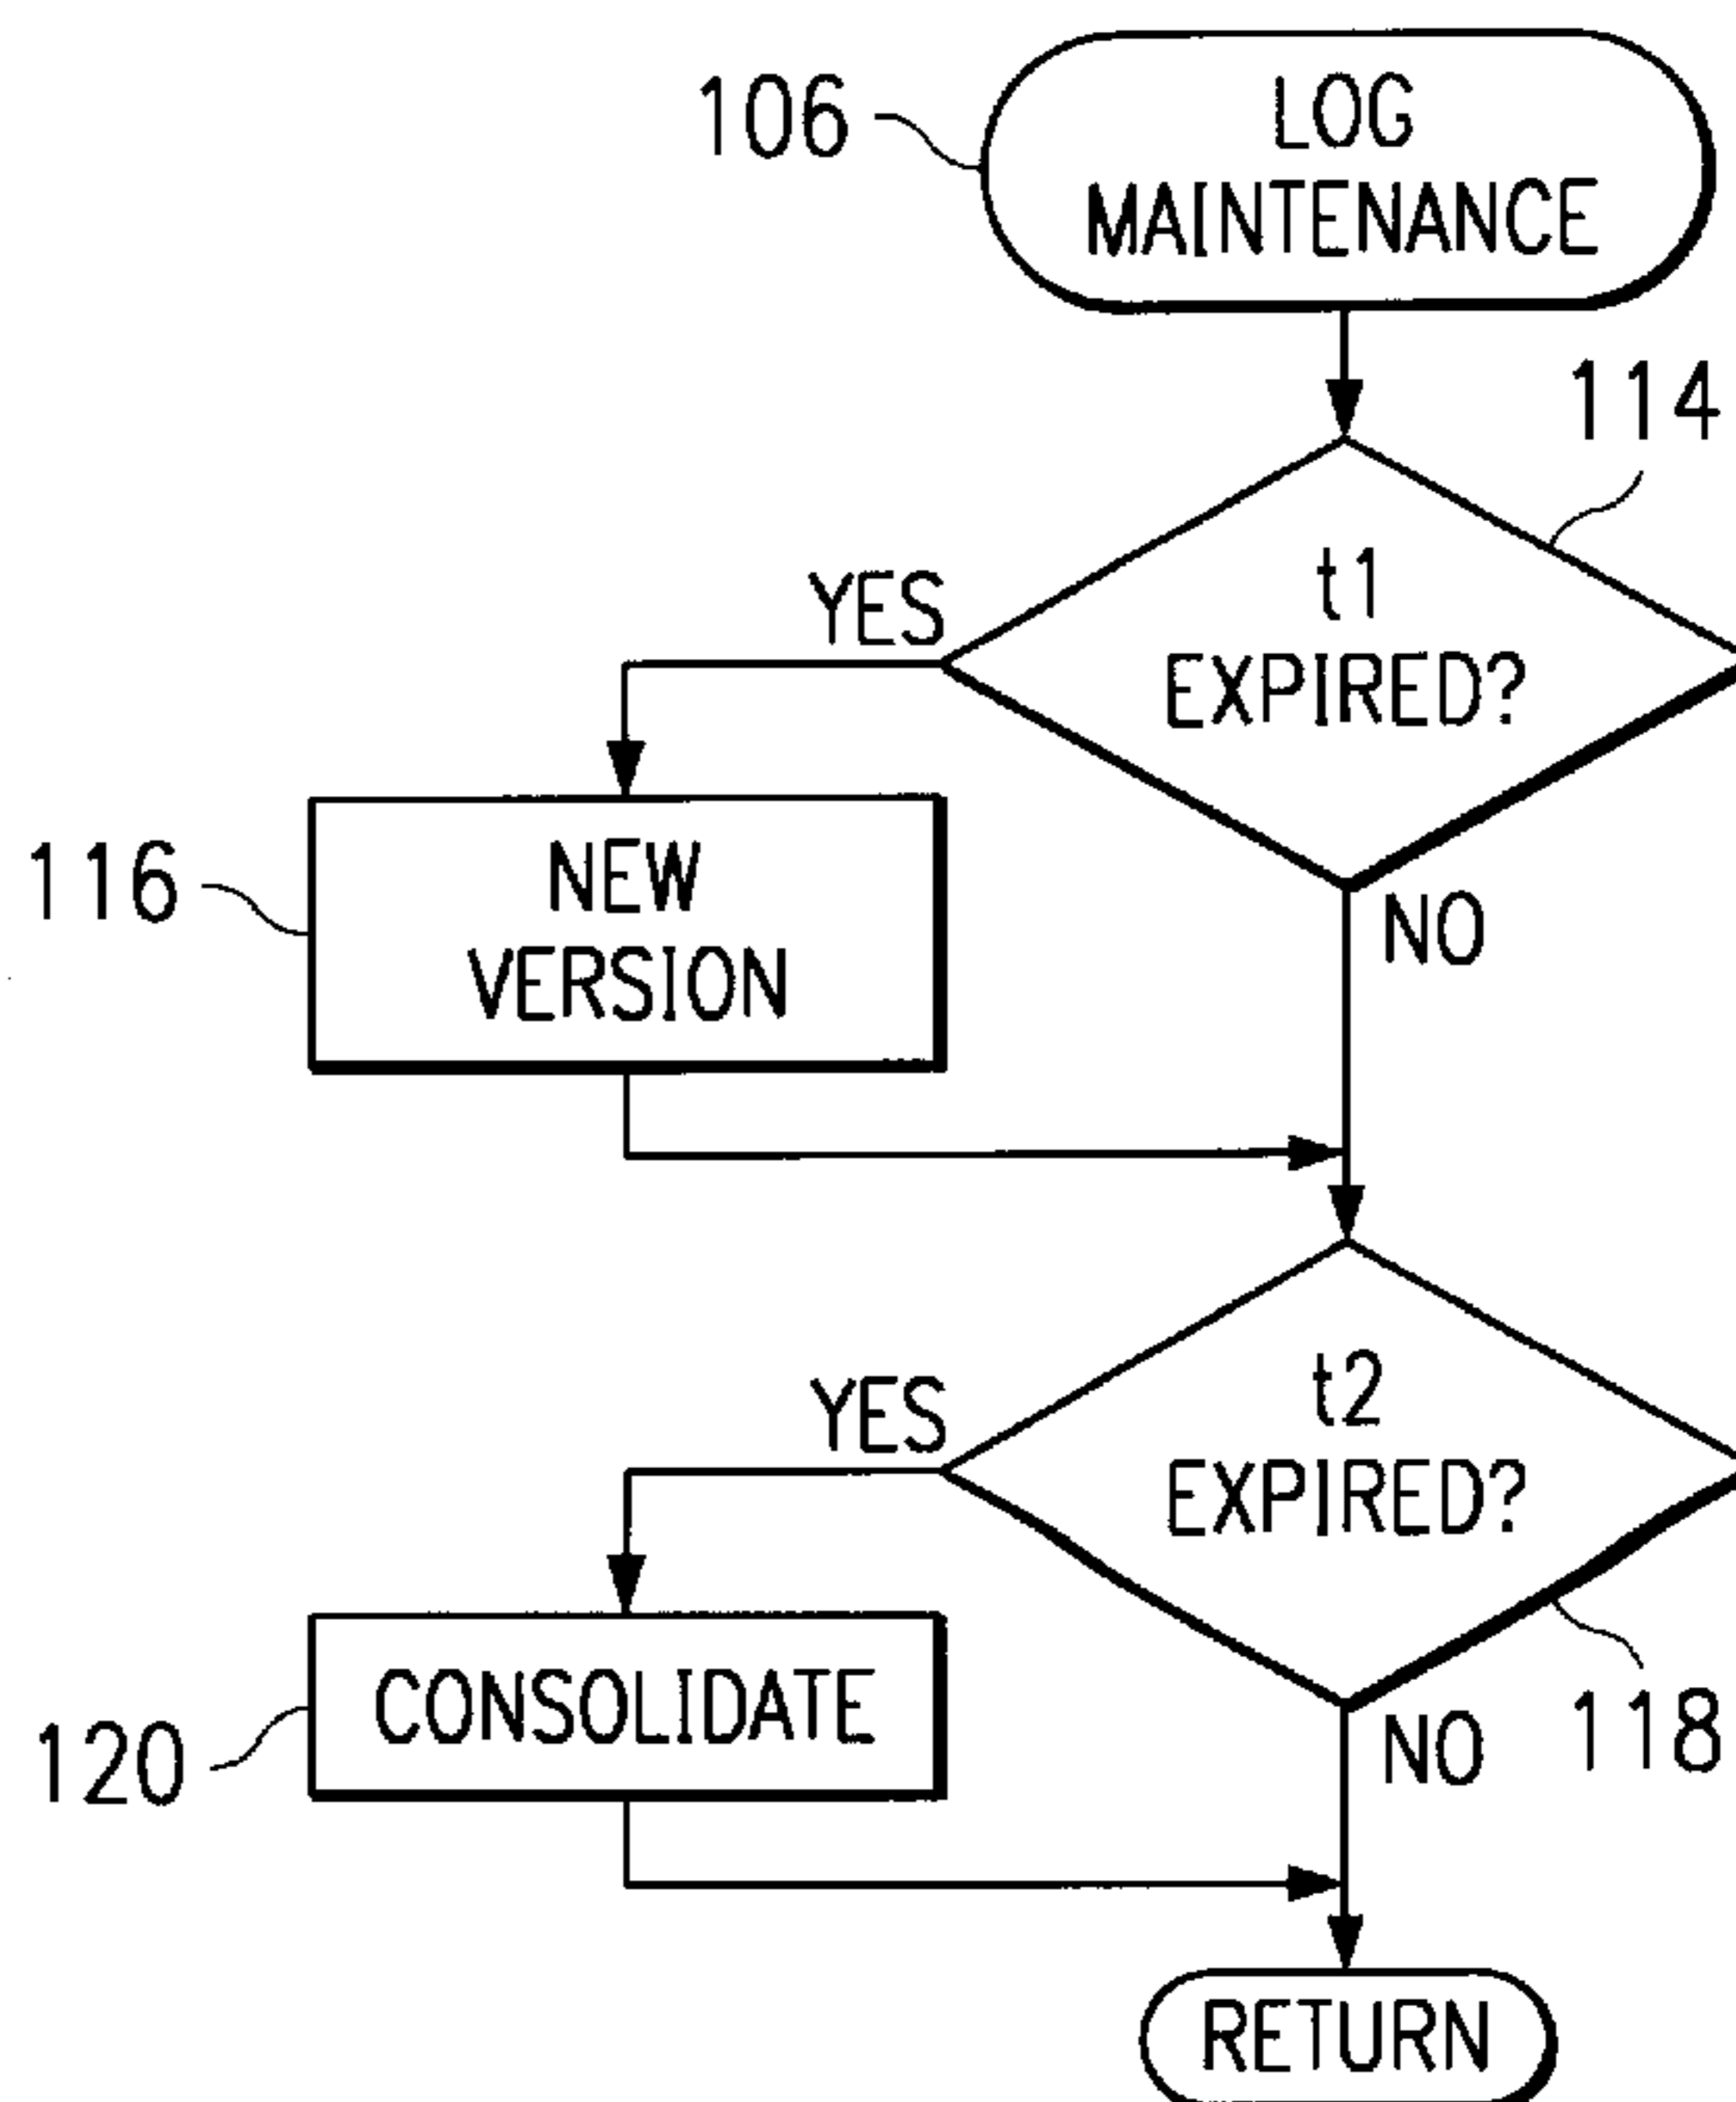 106
LOG
MAINTENANCE
114
t1
EXPIRED?
YES
NO
116
NEW
VERSION
t2
EXPIRED?
YES
NO
118
120
CONSOLIDATE
RETURN